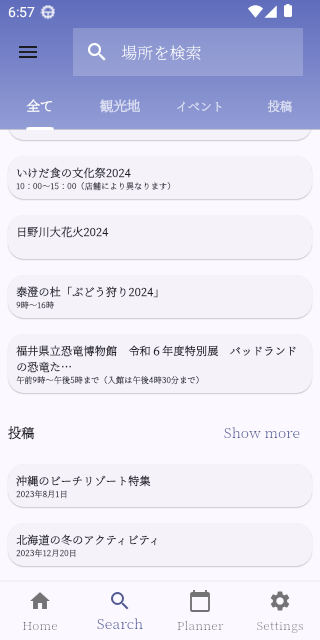 6:57
場所を検索
全て
観光地
イベント
投稿
いけだ食の文化祭2024
10：00～15：00（店舗により異なります）
日野川大花火2024
泰澄の杜「ぶどう狩り2024」
9時～16時
福井県立恐竜博物館　令和６年度特別展　バッドランド
の恐竜た…
午前9時～午後5時まで（入館は午後4時30分まで）
投稿
Show more
沖縄のビーチリゾート特集
2023年8月1日
北海道の冬のアクティビティ
2023年12月20日
Home
Search
Planner
Settings